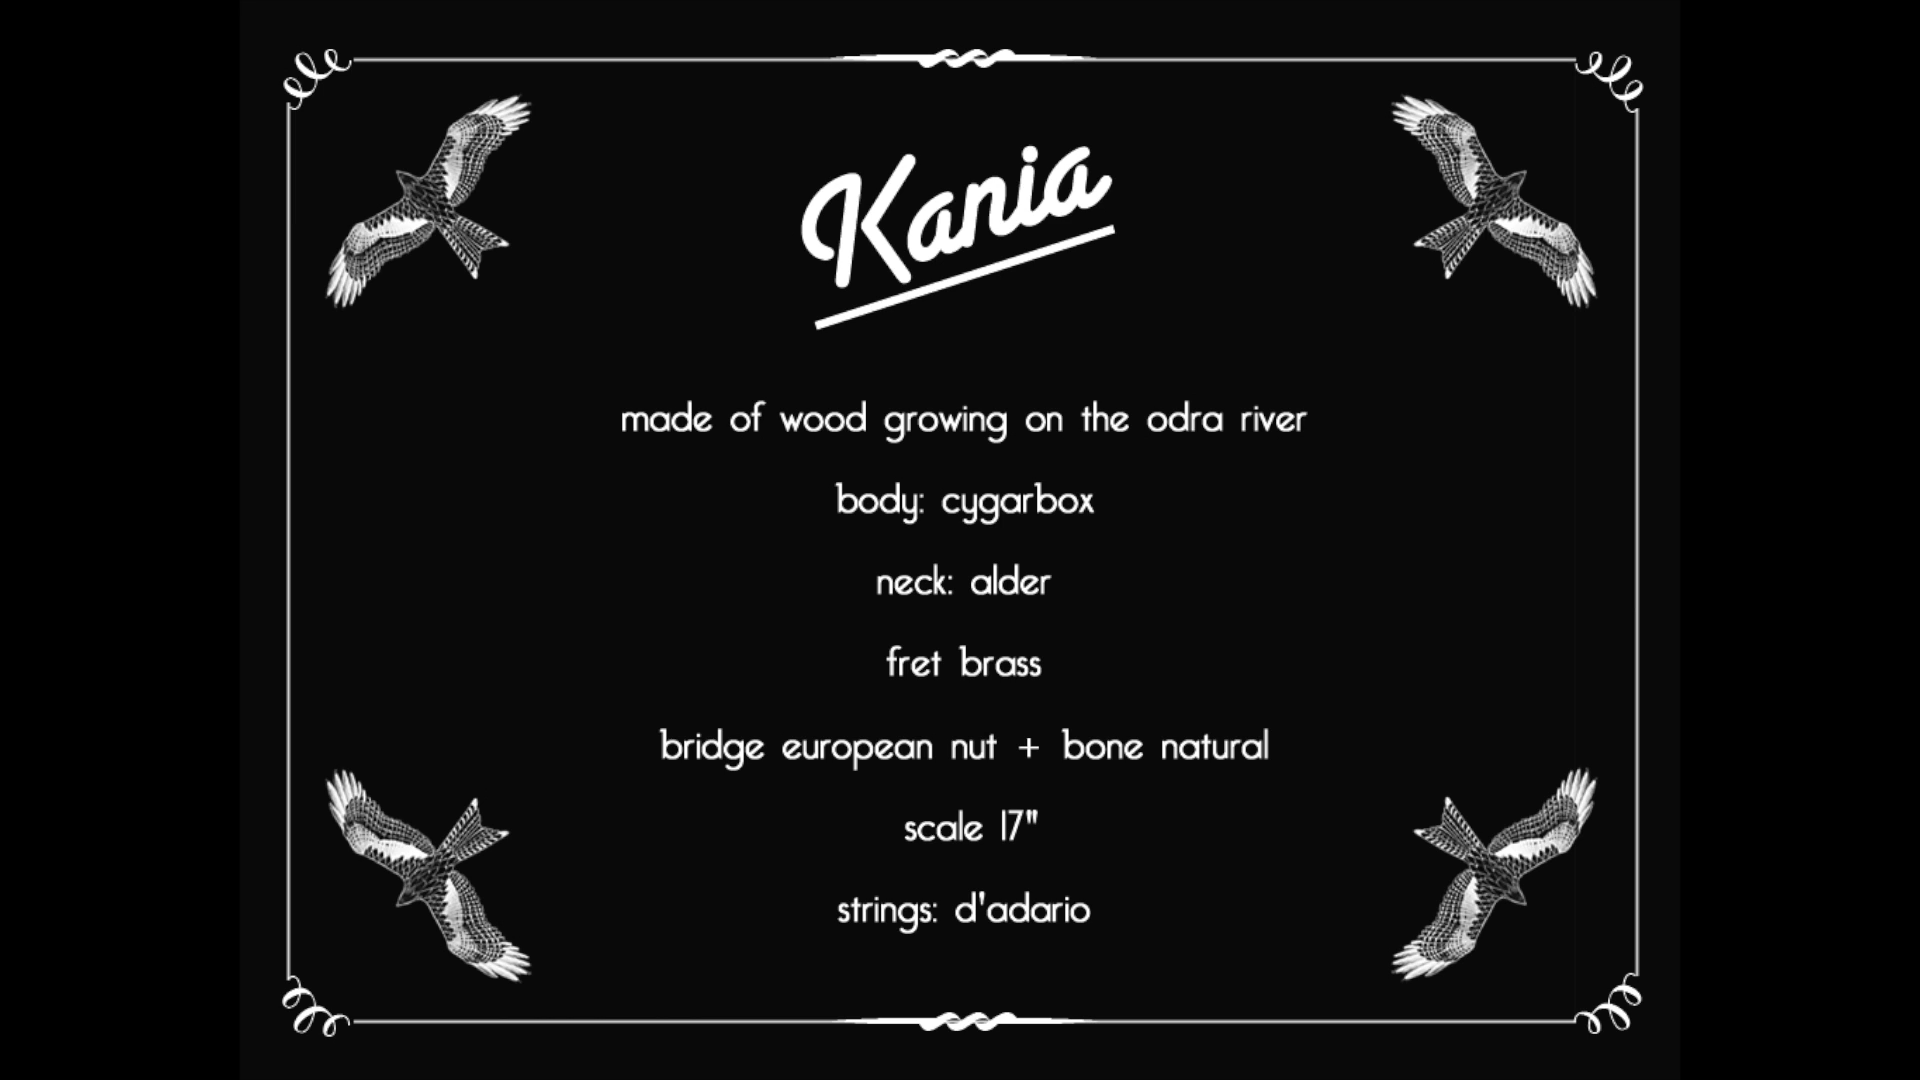 Kania
made of wood growing on the odra river
body: cygarbox
neck: alder
fret brass
bridge european nut + bone natural
scale 17"
strings: d'adario